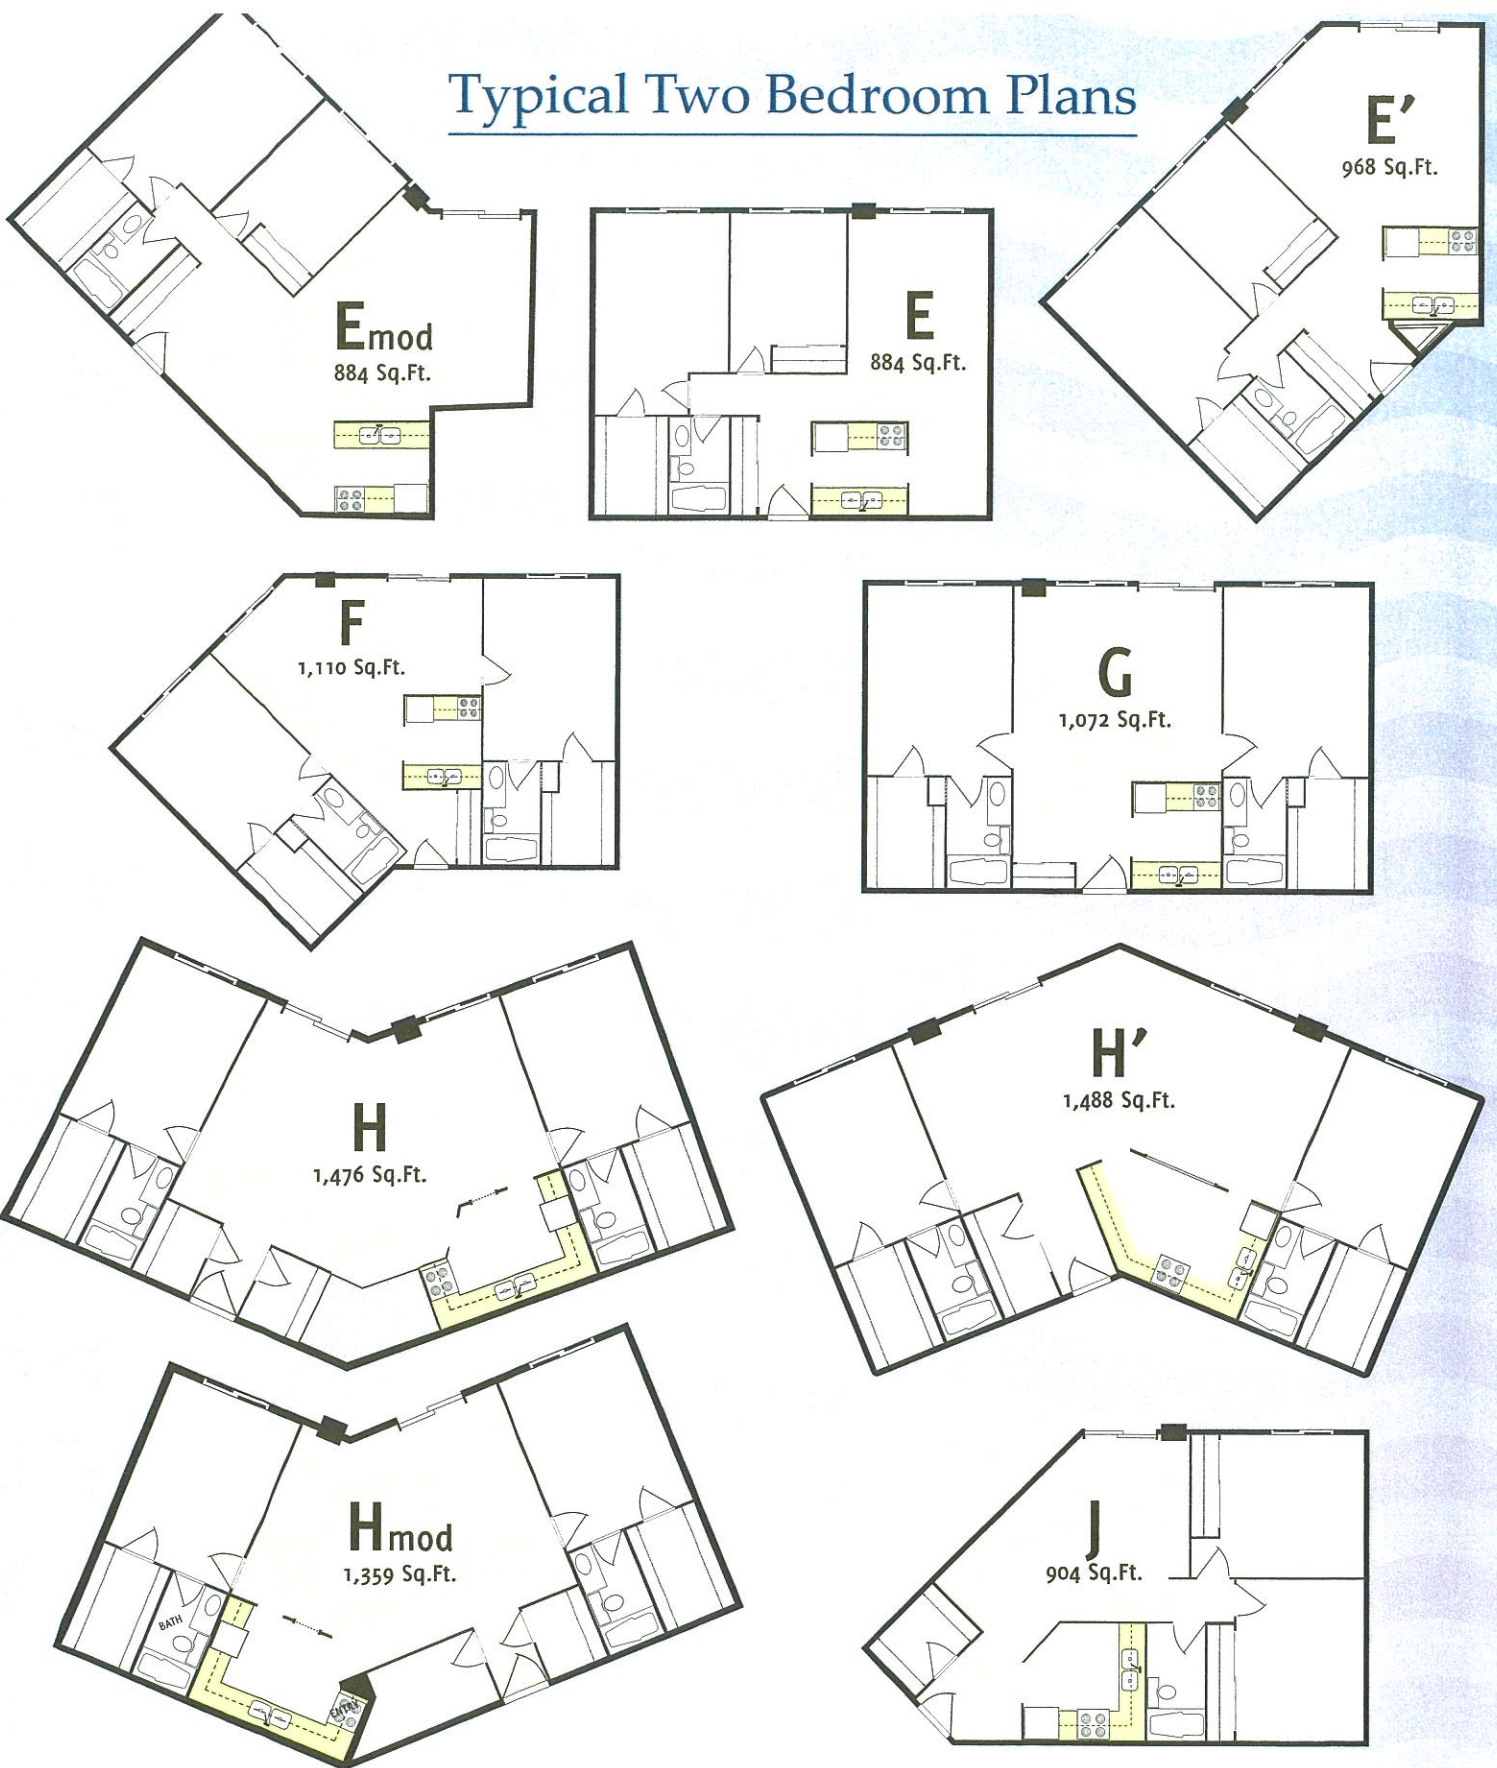 Typical Two Bedroom Plans
E'
968 Sq.Ft.
Emod
884 Sq.Ft.
E
884 Sq.Ft.
F
1,110 Sq.Ft.
G
1,072 Sq.Ft.
H
1,476 Sq.Ft.
H'
1,488 Sq.Ft.
Hmod
1,359 Sq.Ft.
BATH
ENTRY
J
904 Sq.Ft.